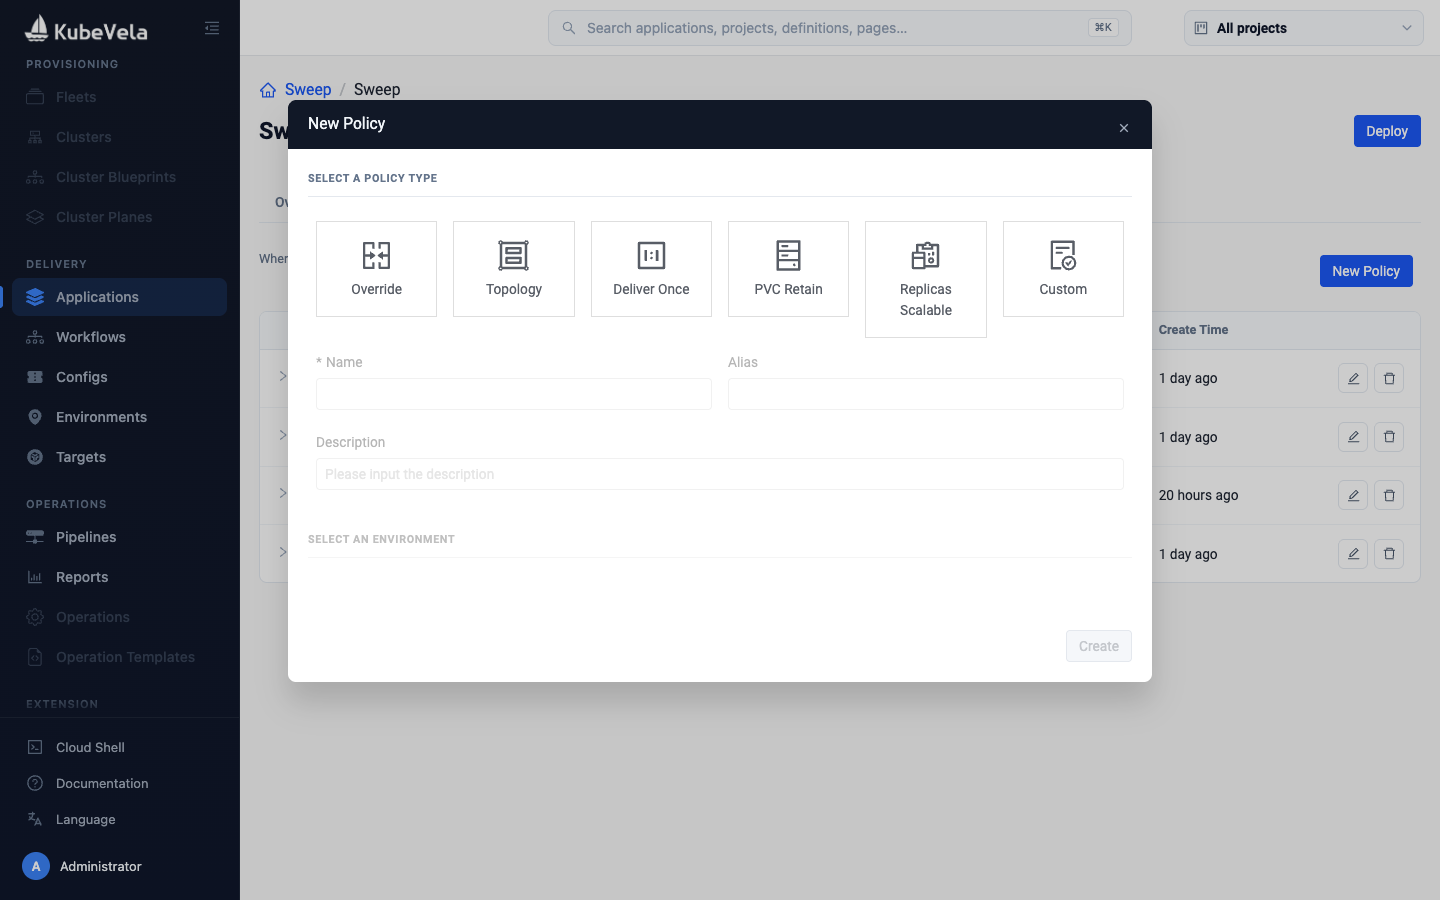 KubeVela
Search applications, projects, definitions, pages...
⌘K
All projects
PROVISIONING
Fleets
Clusters
Cluster Blueprints
Cluster Planes
DELIVERY
Applications
Workflows
Configs
Environments
Targets
OPERATIONS
Pipelines
Reports
Operations
Operation Templates
EXTENSION
Cloud Shell
Documentation
Language
A
Administrator
Sweep / Sweep
Deploy
New Policy
Create Time
1 day ago
1 day ago
20 hours ago
1 day ago
New Policy
SELECT A POLICY TYPE
Override
Topology
Deliver Once
PVC Retain
Replicas
Scalable
Custom
* Name
Alias
Description
Please input the description
SELECT AN ENVIRONMENT
Create